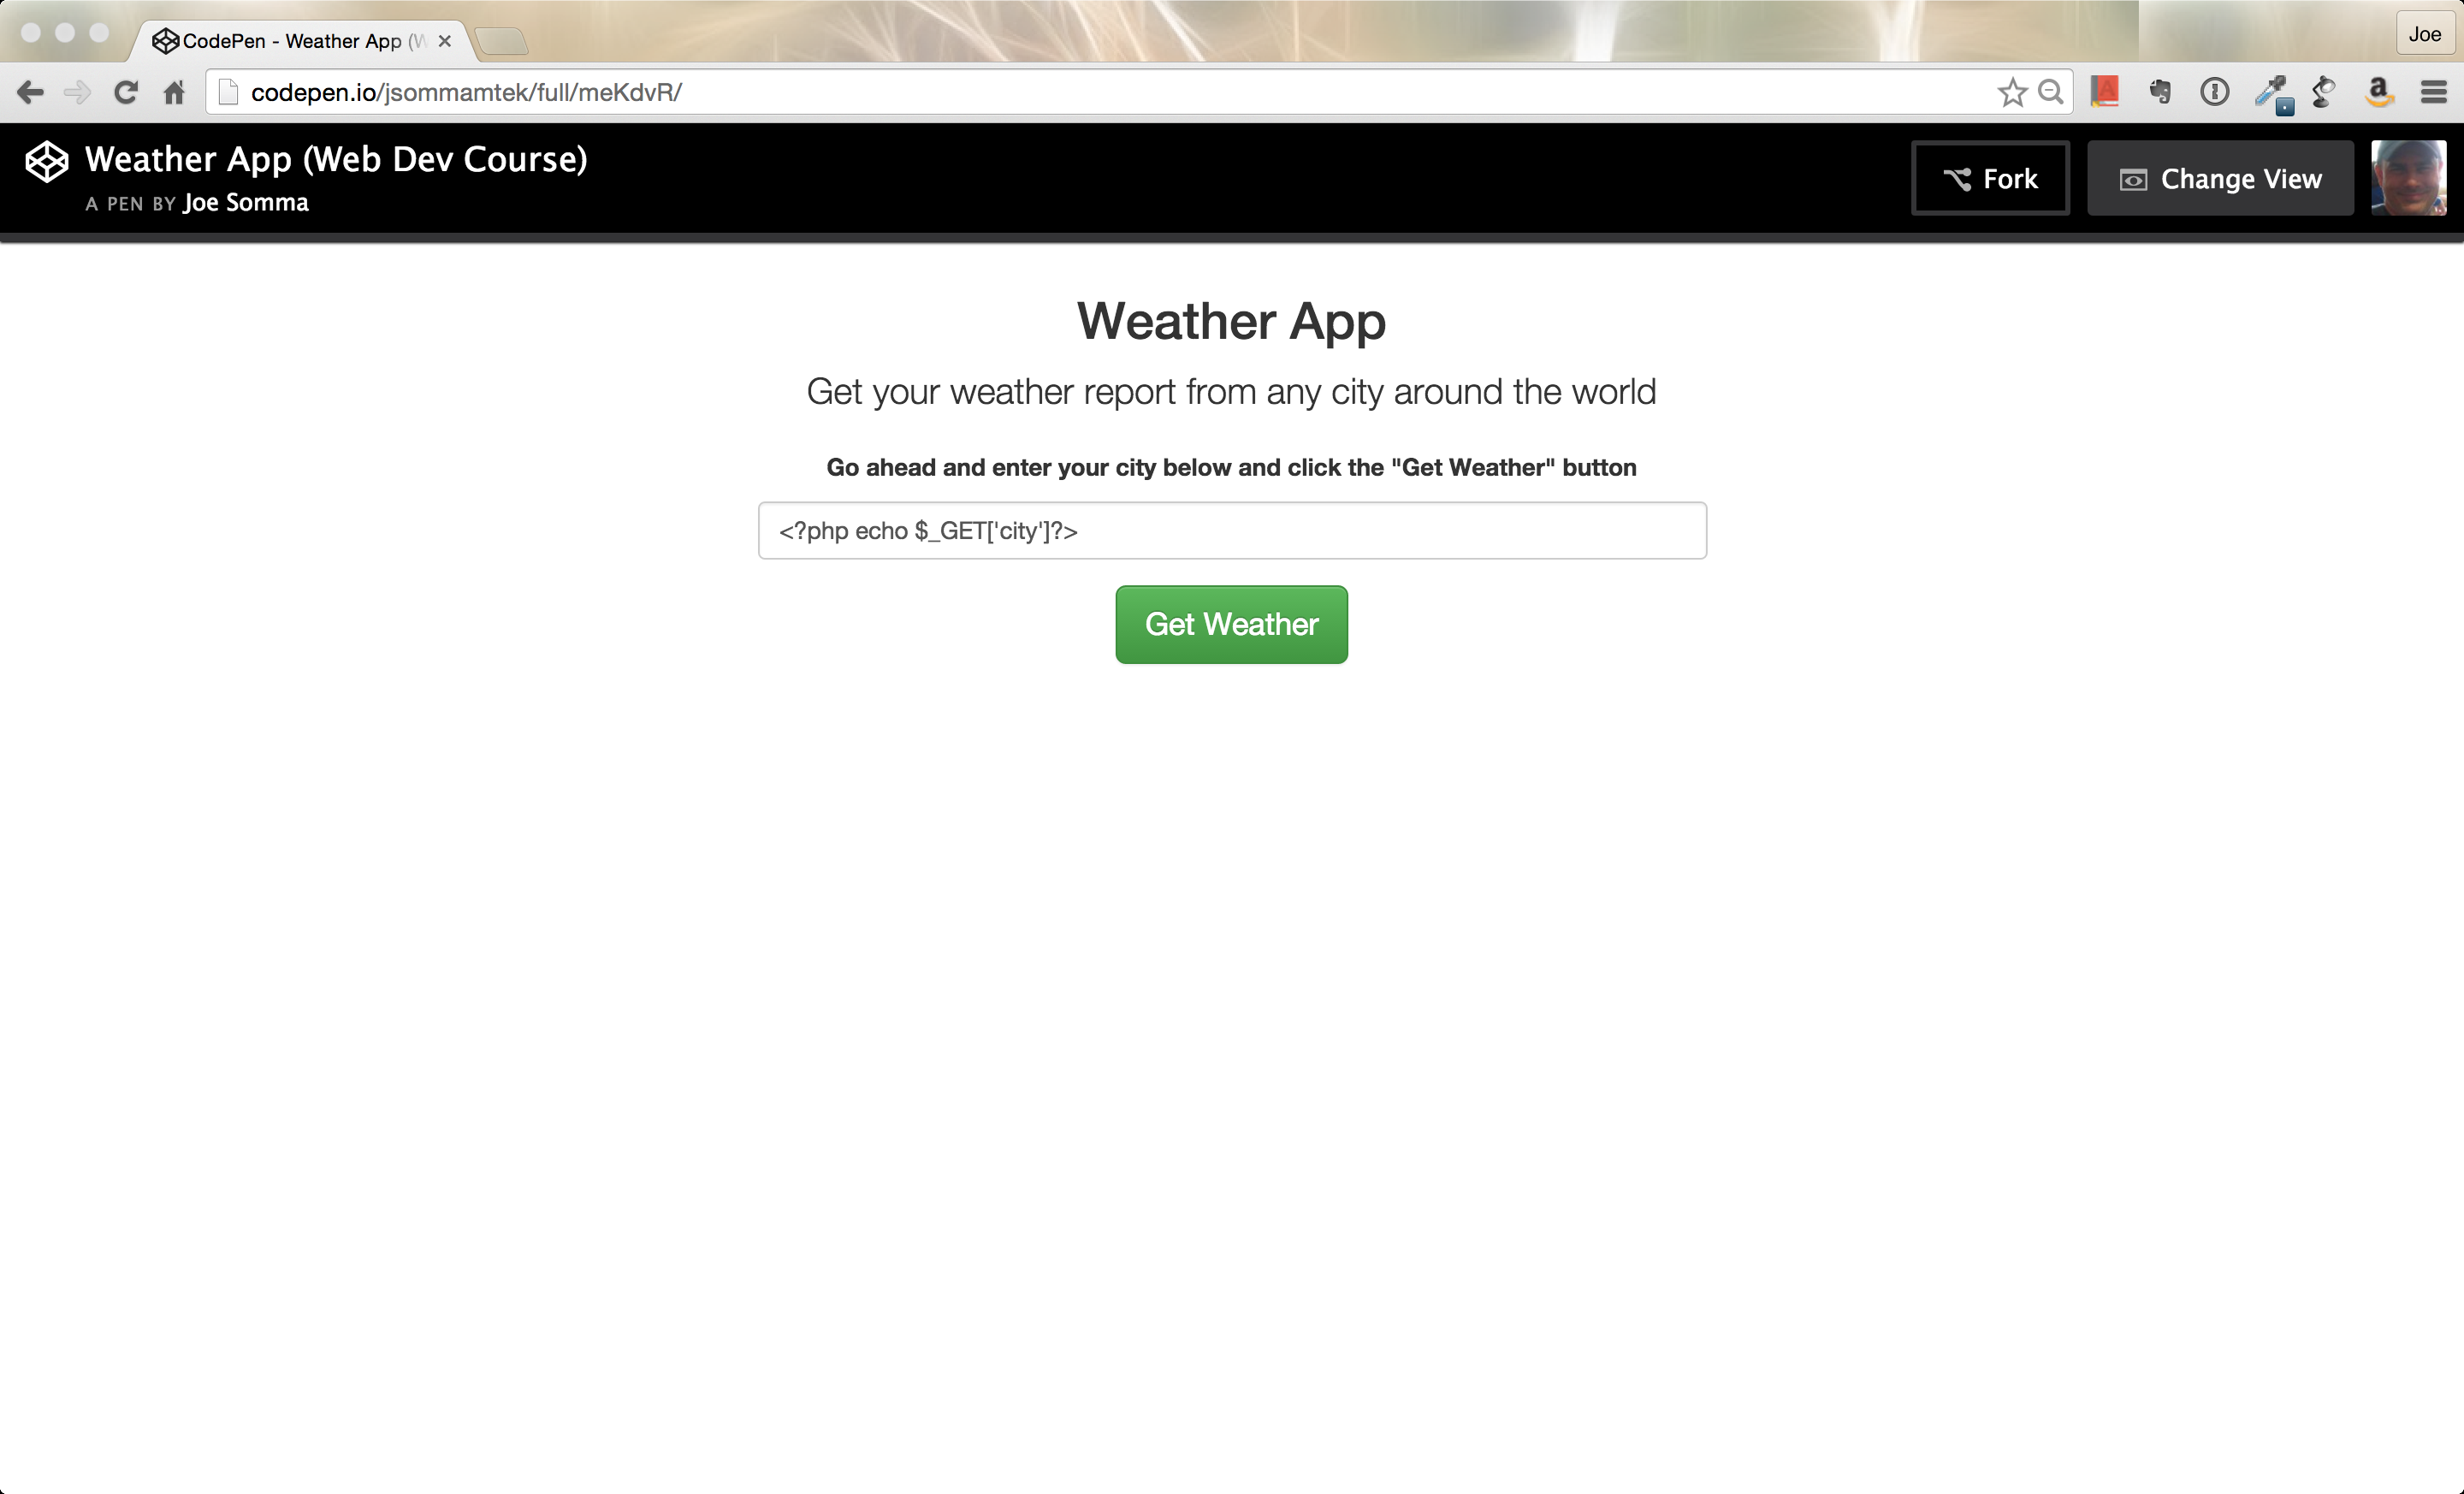 CodePen - Weather App (W
Joe
codepen.io/jsommamtek/full/meKdvR/
Weather App (Web Dev Course)
A PEN BY Joe Somma
Fork
Change View
Weather App
Get your weather report from any city around the world
Go ahead and enter your city below and click the "Get Weather" button
<?php echo $_GET['city']?>
Get Weather